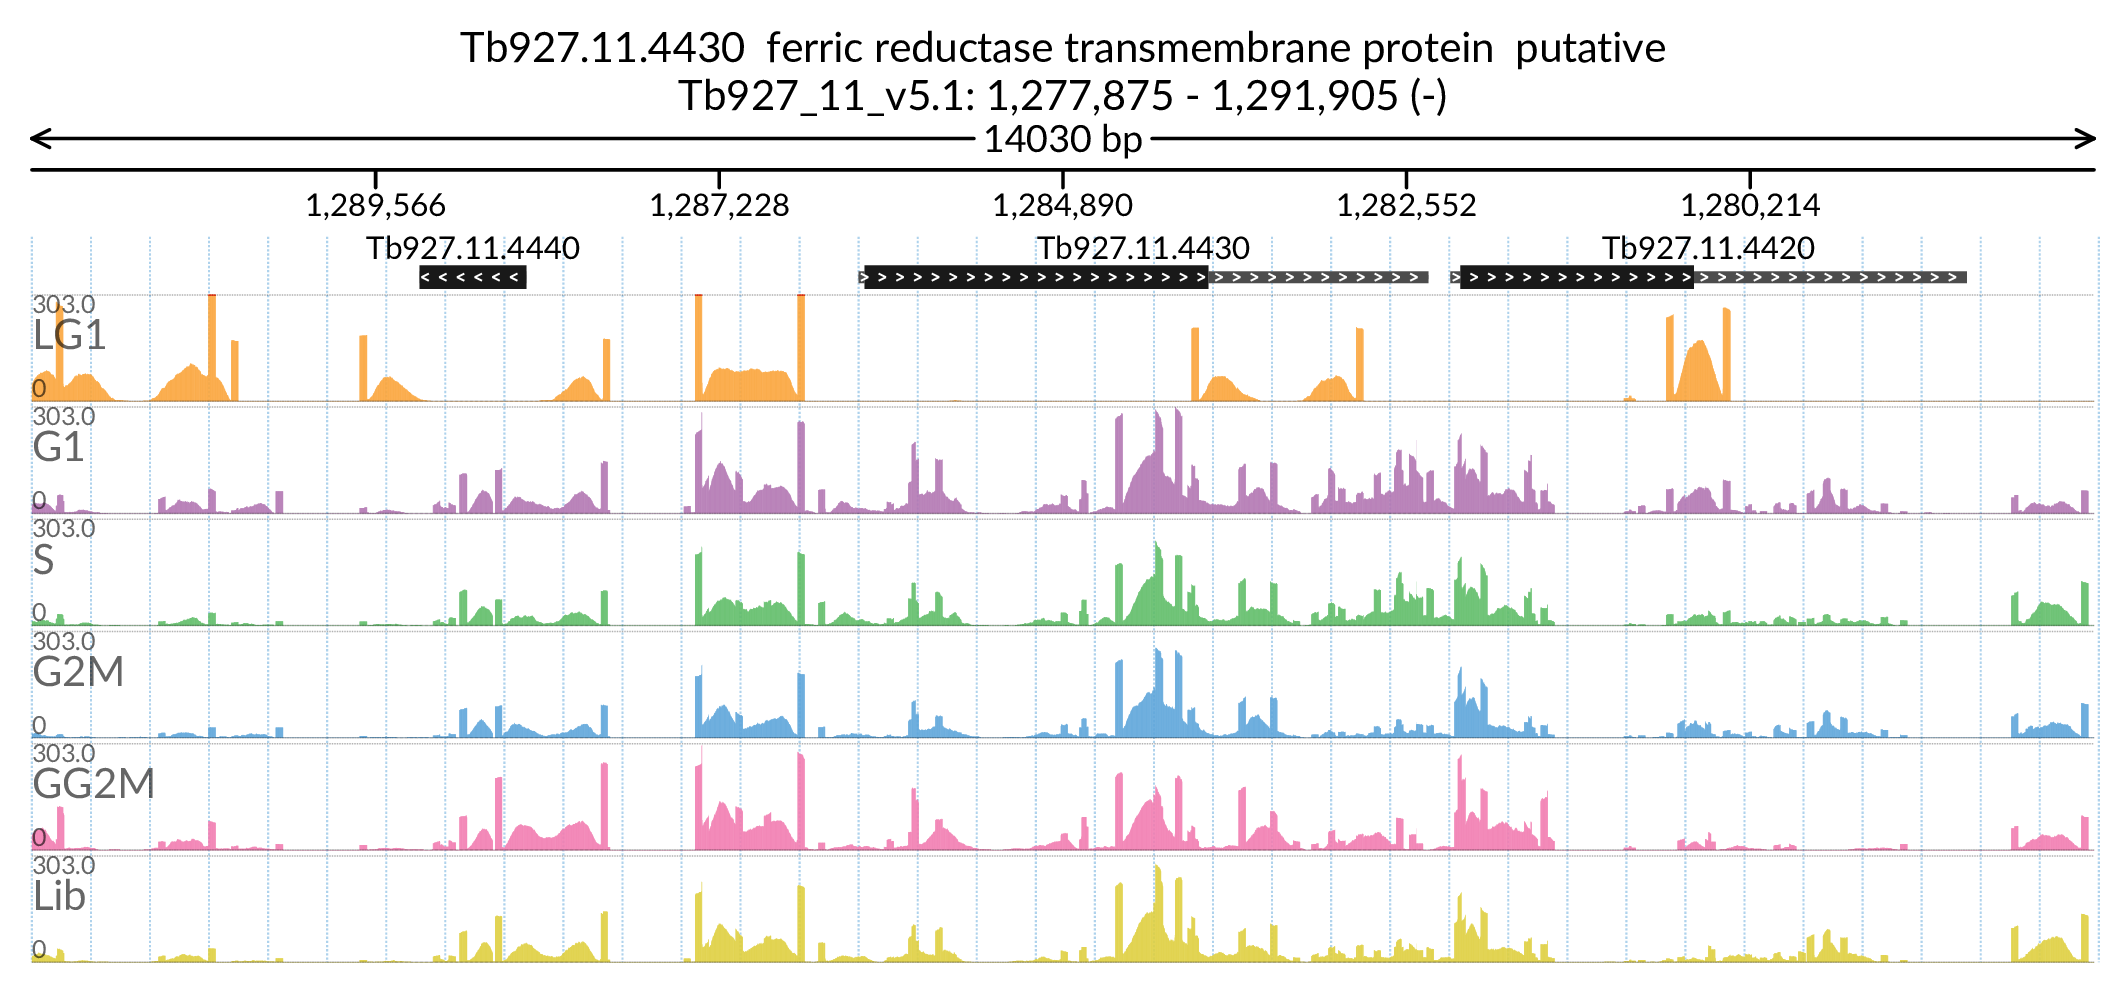 Tb927.11.4430 ferric reductase transmembrane protein putative
Tb927_11_v5.1: 1,277,875 - 1,291,905 (-)
14030 bp
1,289,566 1,287,228 1,284,890 1,282,552 1,280,214
Tb927.11.4440 Tb927.11.4430 Tb927.11.4420
303.0
LG1
0
303.0
G1
0
303.0
S
0
303.0
G2M
0
303.0
GG2M
0
303.0
Lib
0